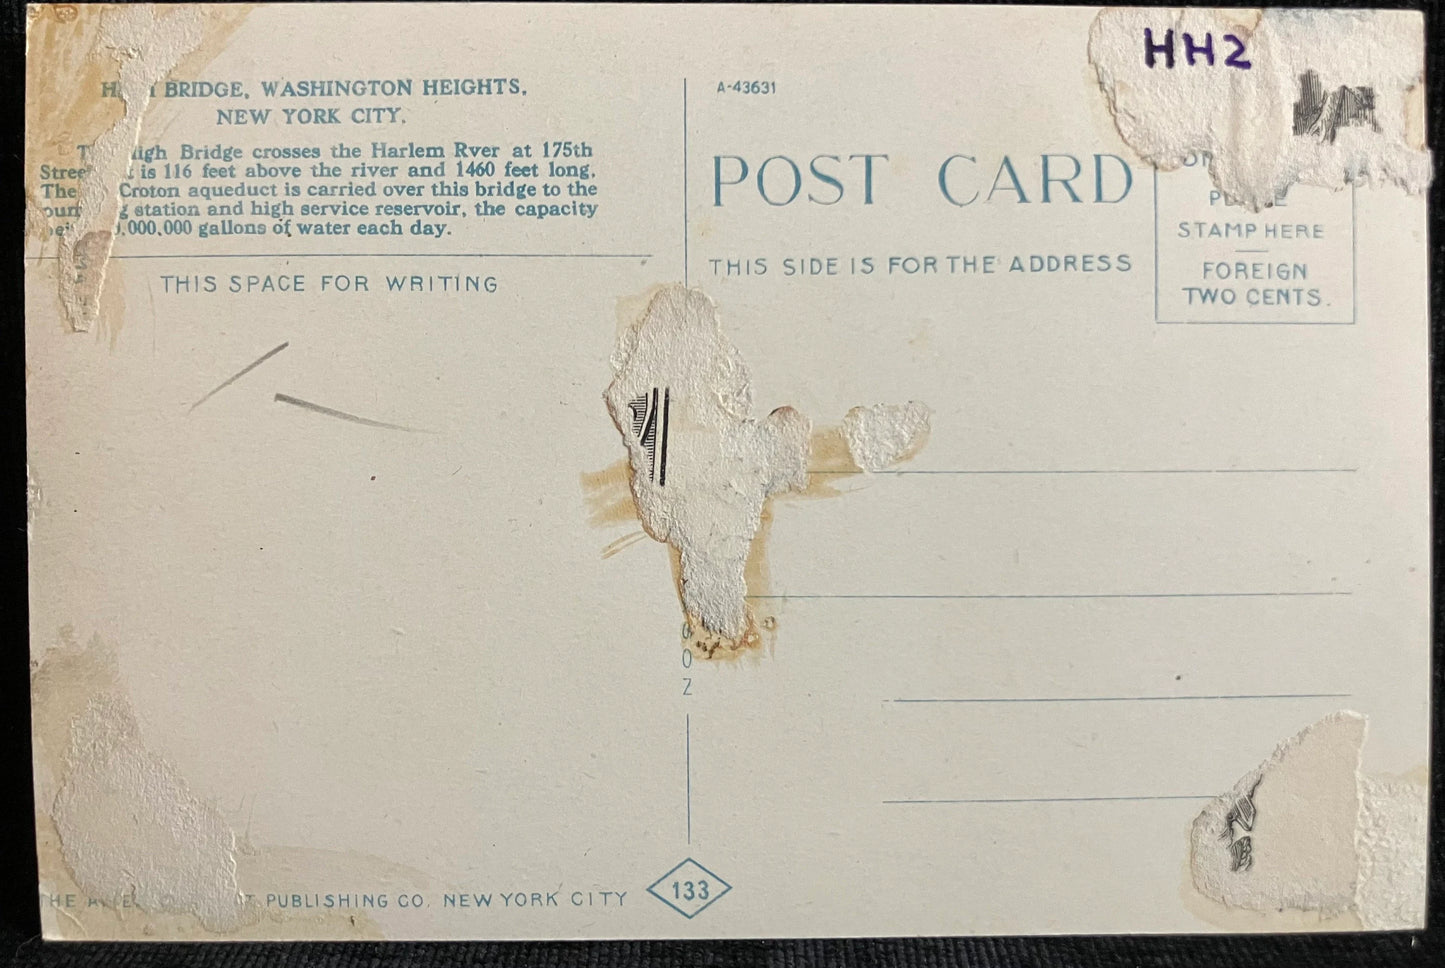 BRIDGE, WASHINGTON HEIGHTS,
NEW YORK CITY.
Bridge crosses the Harlem Rver at 175th
is 116 feet above the river and 1460 feet long.
The Croton aqueduct is carried over this bridge to the
station and high service reservoir, the capacity
gallons of water each day.
THIS SPACE FOR WRITING
A-43631
POST CARD
THIS SIDE IS FOR THE ADDRESS
HH2
STAMP HERE
FOREIGN
TWO CENTS.
PUBLISHING CO. NEW YORK CITY
133